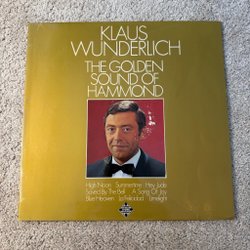 KLAUS
WUNDERLICH
THE GOLDEN
SOUND OF
HAMMOND
High Noon Summertime Hey Jude
Saved By The Bell A Song Of Joy
Blue Heaven La Felicidad Limelight